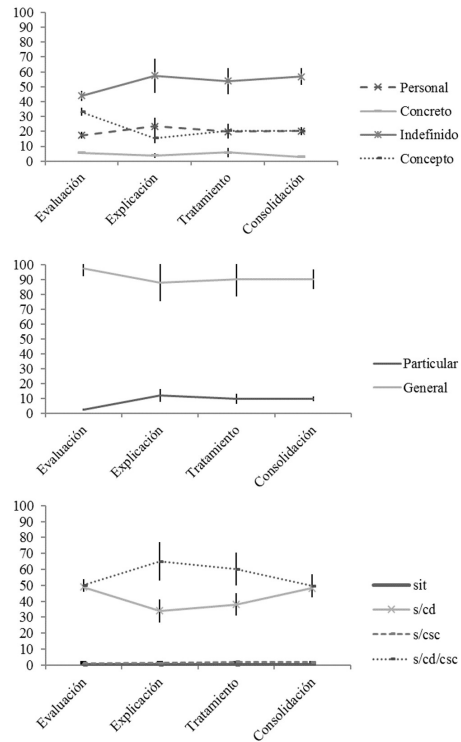 100
90
80
70
60
50
40
30
20
10
0
Evaluación
Explicación
Tratamiento
Consolidación
Personal
Concreto
Indefinido
Concepto
100
90
80
70
60
50
40
30
20
10
0
Evaluación
Explicación
Tratamiento
Consolidación
Particular
General
100
90
80
70
60
50
40
30
20
10
0
Evaluación
Explicación
Tratamiento
Consolidación
sit
s/cd
s/csc
s/cd/csc